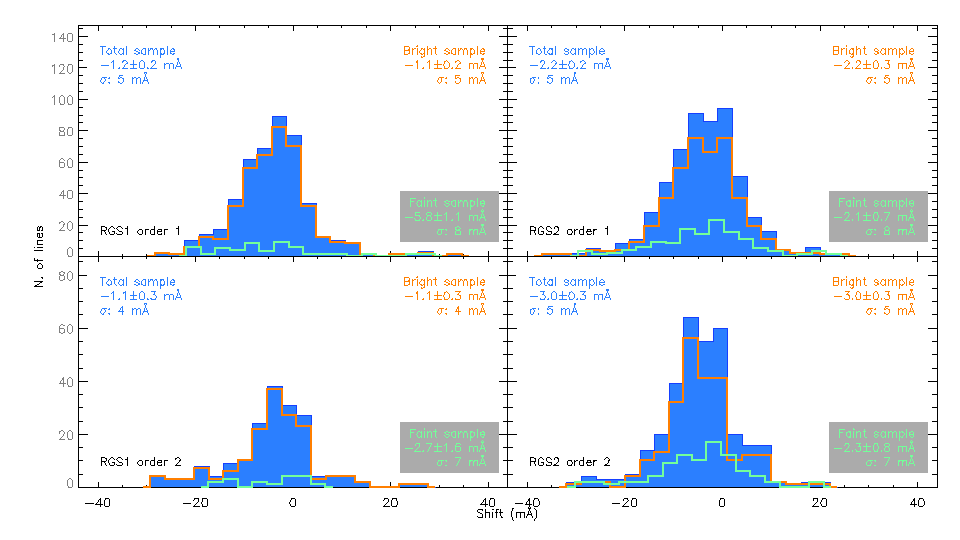 140
120
100
80
60
40
20
0
Total sample
−1.2±0.2 mÅ
σ: 5 mÅ
Bright sample
−1.1±0.2 mÅ
σ: 5 mÅ
Faint sample
−5.8±1.1 mÅ
σ: 8 mÅ
RGS1 order 1
Total sample
−2.2±0.2 mÅ
σ: 5 mÅ
Bright sample
−2.2±0.3 mÅ
σ: 5 mÅ
Faint sample
−2.1±0.7 mÅ
σ: 8 mÅ
RGS2 order 1
N. of lines
80
60
40
20
0
Total sample
−1.1±0.3 mÅ
σ: 4 mÅ
Bright sample
−1.1±0.3 mÅ
σ: 4 mÅ
Faint sample
−2.7±1.6 mÅ
σ: 7 mÅ
RGS1 order 2
Total sample
−3.0±0.3 mÅ
σ: 5 mÅ
Bright sample
−3.0±0.3 mÅ
σ: 5 mÅ
Faint sample
−2.3±0.8 mÅ
σ: 7 mÅ
RGS2 order 2
−40 −20 0 20 40 −40 −20 0 20 40
Shift (mÅ)